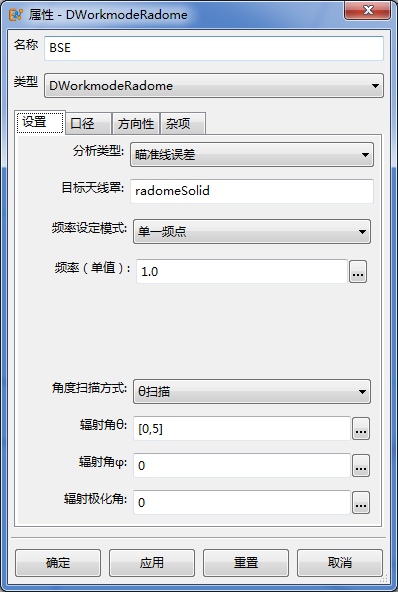 属性 - DWorkmodeRadome
名称 BSE
类型 DWorkmodeRadome
设置 口径 方向性 杂项
分析类型: 瞄准线误差
目标天线罩: radomeSolid
频率设定模式: 单一频点
频率（单值）: 1.0 ...
角度扫描方式: θ扫描
辐射角θ: [0,5] ...
辐射角φ: 0 ...
辐射极化角: 0 ...
确定 应用 重置 取消